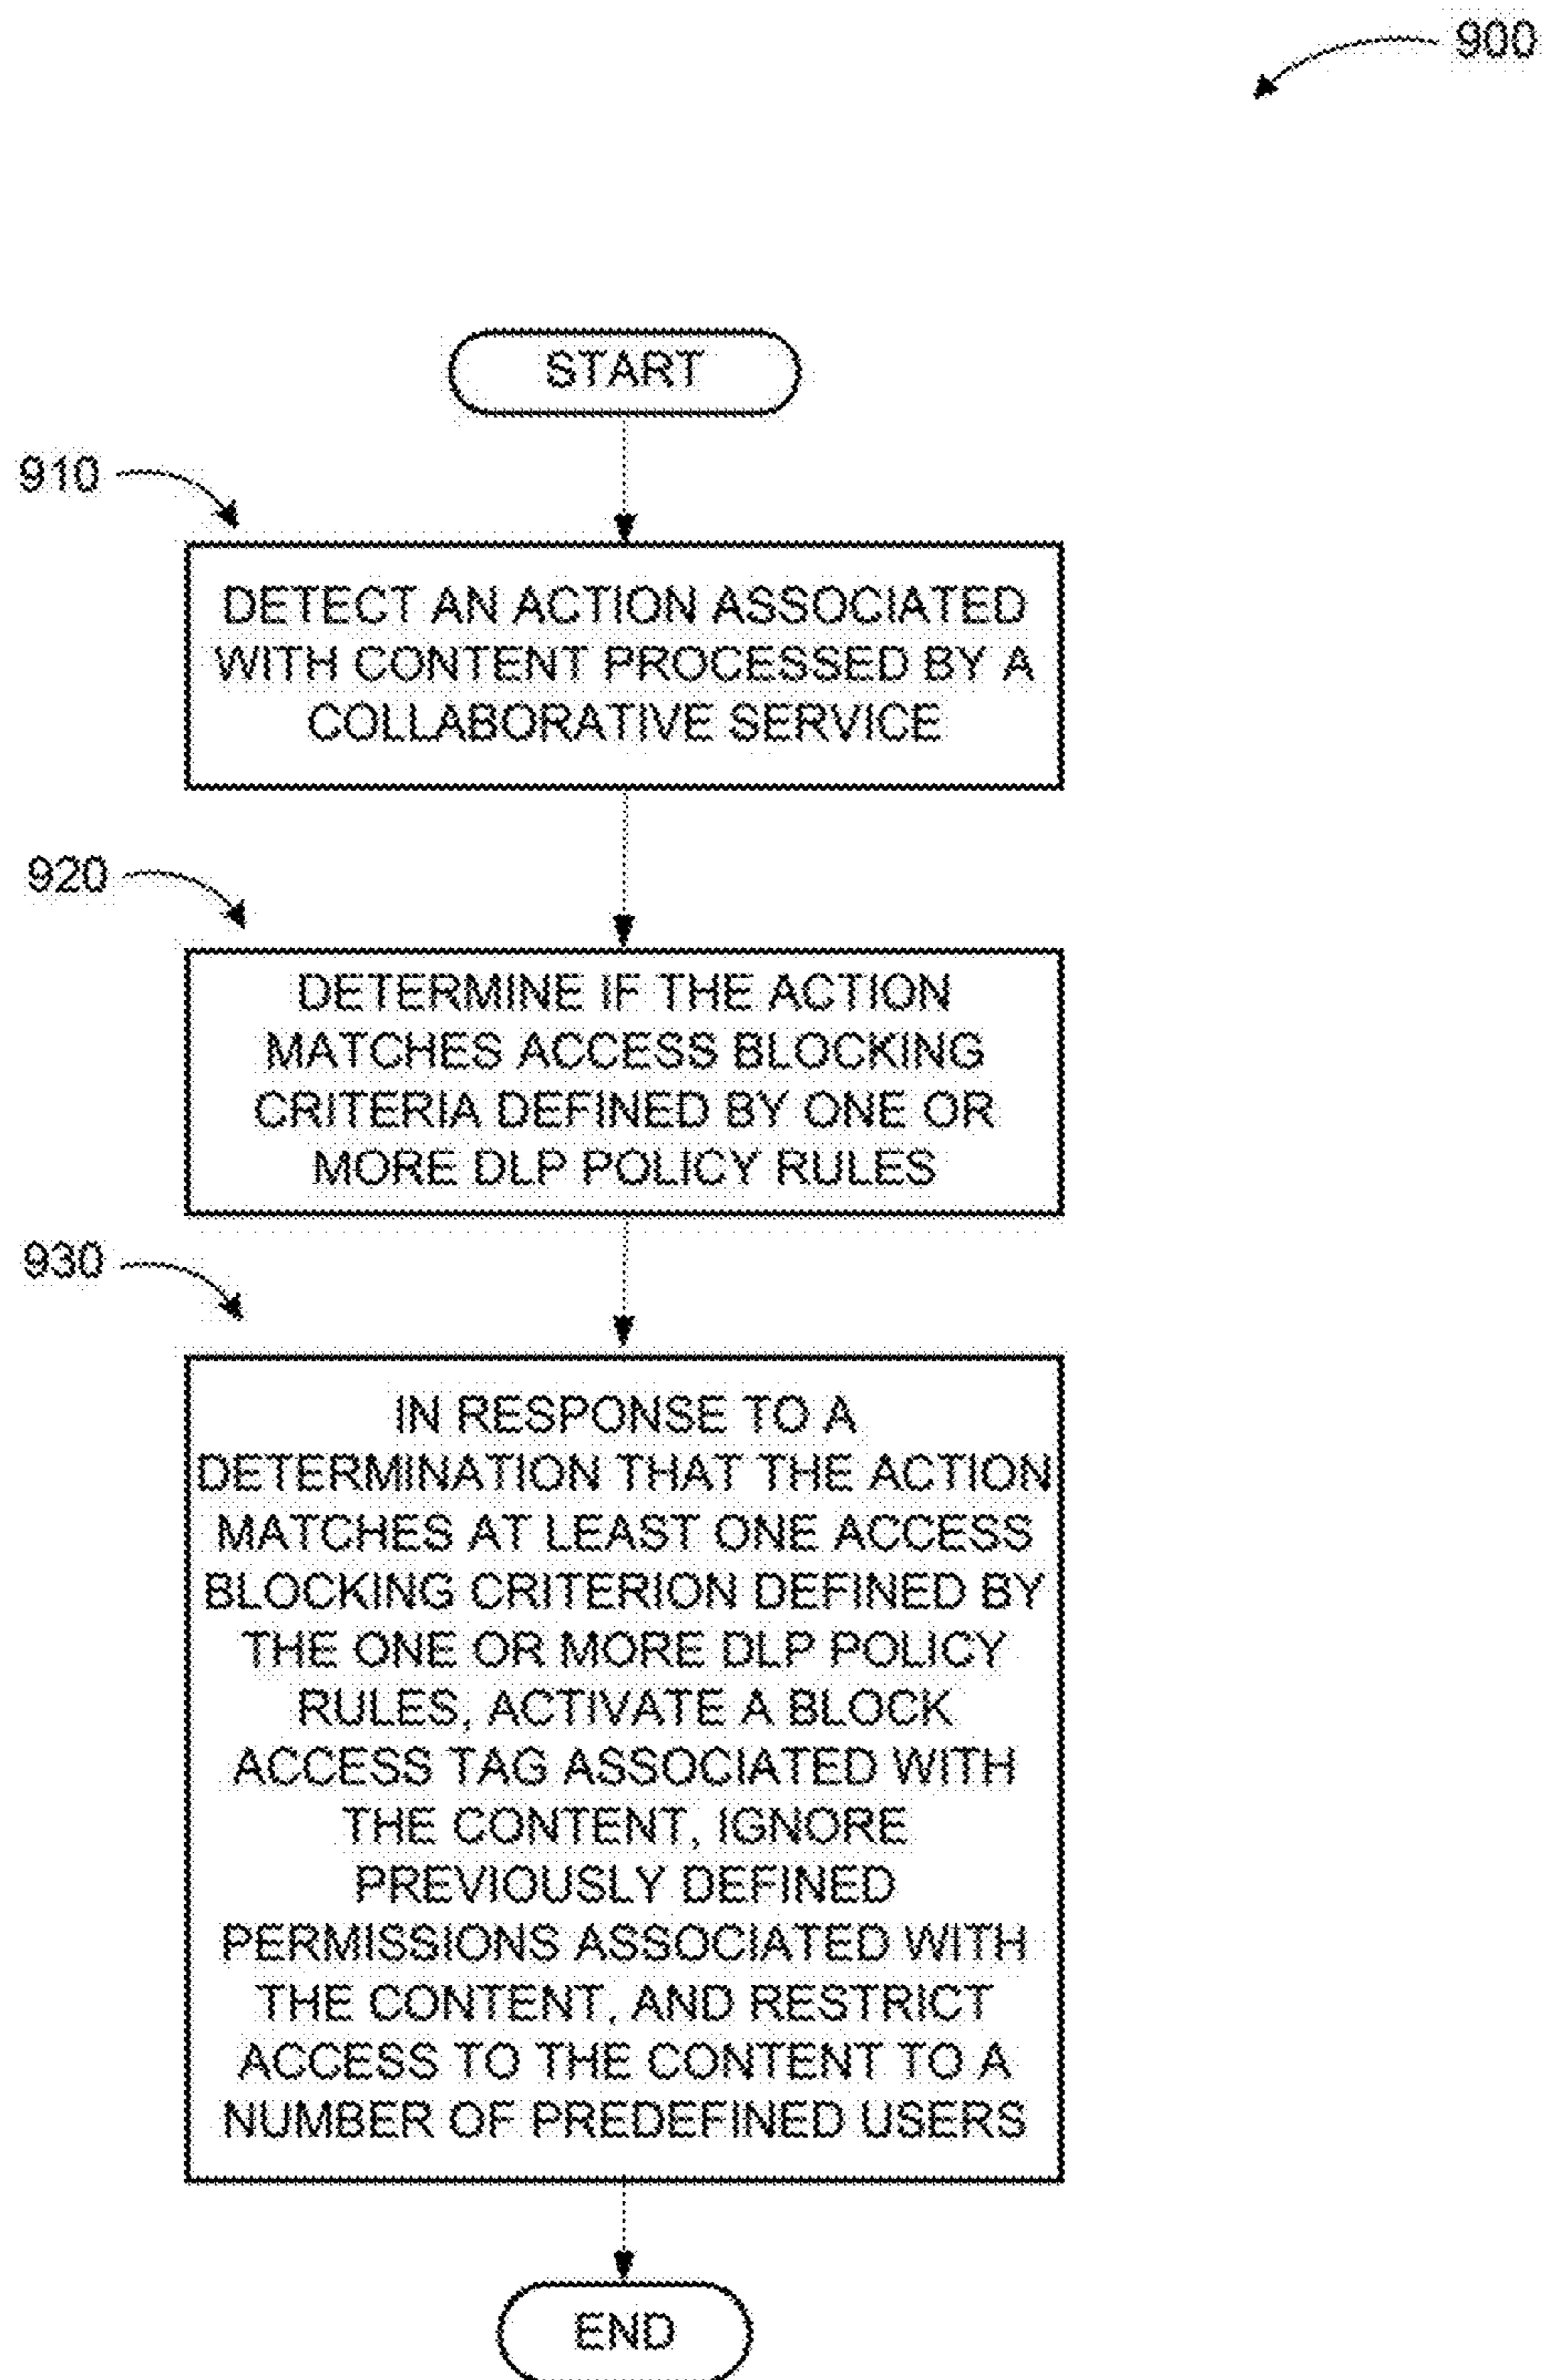 900
START
910
DETECT AN ACTION ASSOCIATED
WITH CONTENT PROCESSED BY A
COLLABORATIVE SERVICE
920
DETERMINE IF THE ACTION
MATCHES ACCESS BLOCKING
CRITERIA DEFINED BY ONE OR
MORE DLP POLICY RULES
930
IN RESPONSE TO A
DETERMINATION THAT THE ACTION
MATCHES AT LEAST ONE ACCESS
BLOCKING CRITERION DEFINED BY
THE ONE OR MORE DLP POLICY
RULES, ACTIVATE A BLOCK
ACCESS TAG ASSOCIATED WITH
THE CONTENT, IGNORE
PREVIOUSLY DEFINED
PERMISSIONS ASSOCIATED WITH
THE CONTENT, AND RESTRICT
ACCESS TO THE CONTENT TO A
NUMBER OF PREDEFINED USERS
END